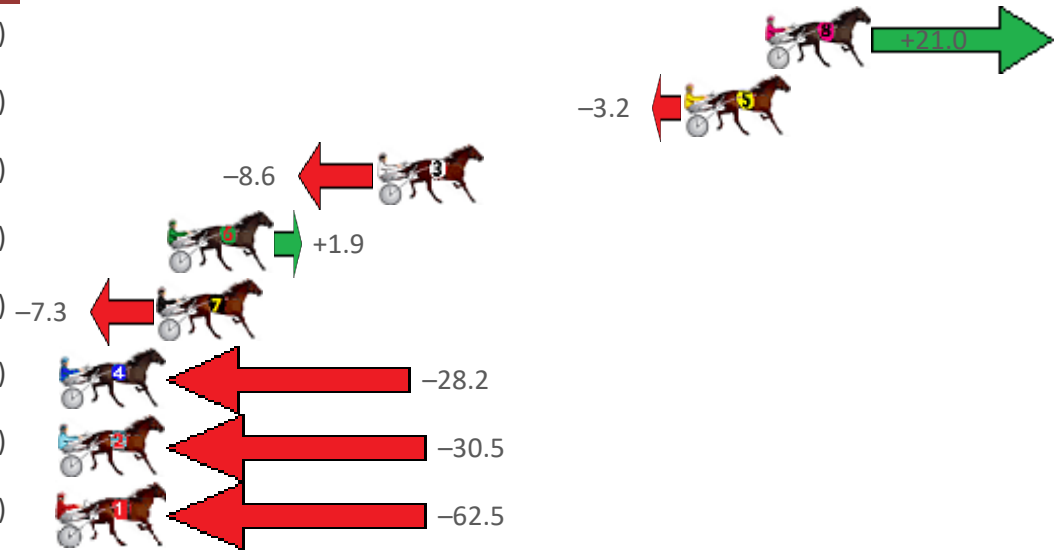 ) 8 +21.0
) –3.2 5
) –8.6 3
) 6 +1.9
) –7.3 7
) 4 –28.2
) 2 –30.5
) 1 –62.5